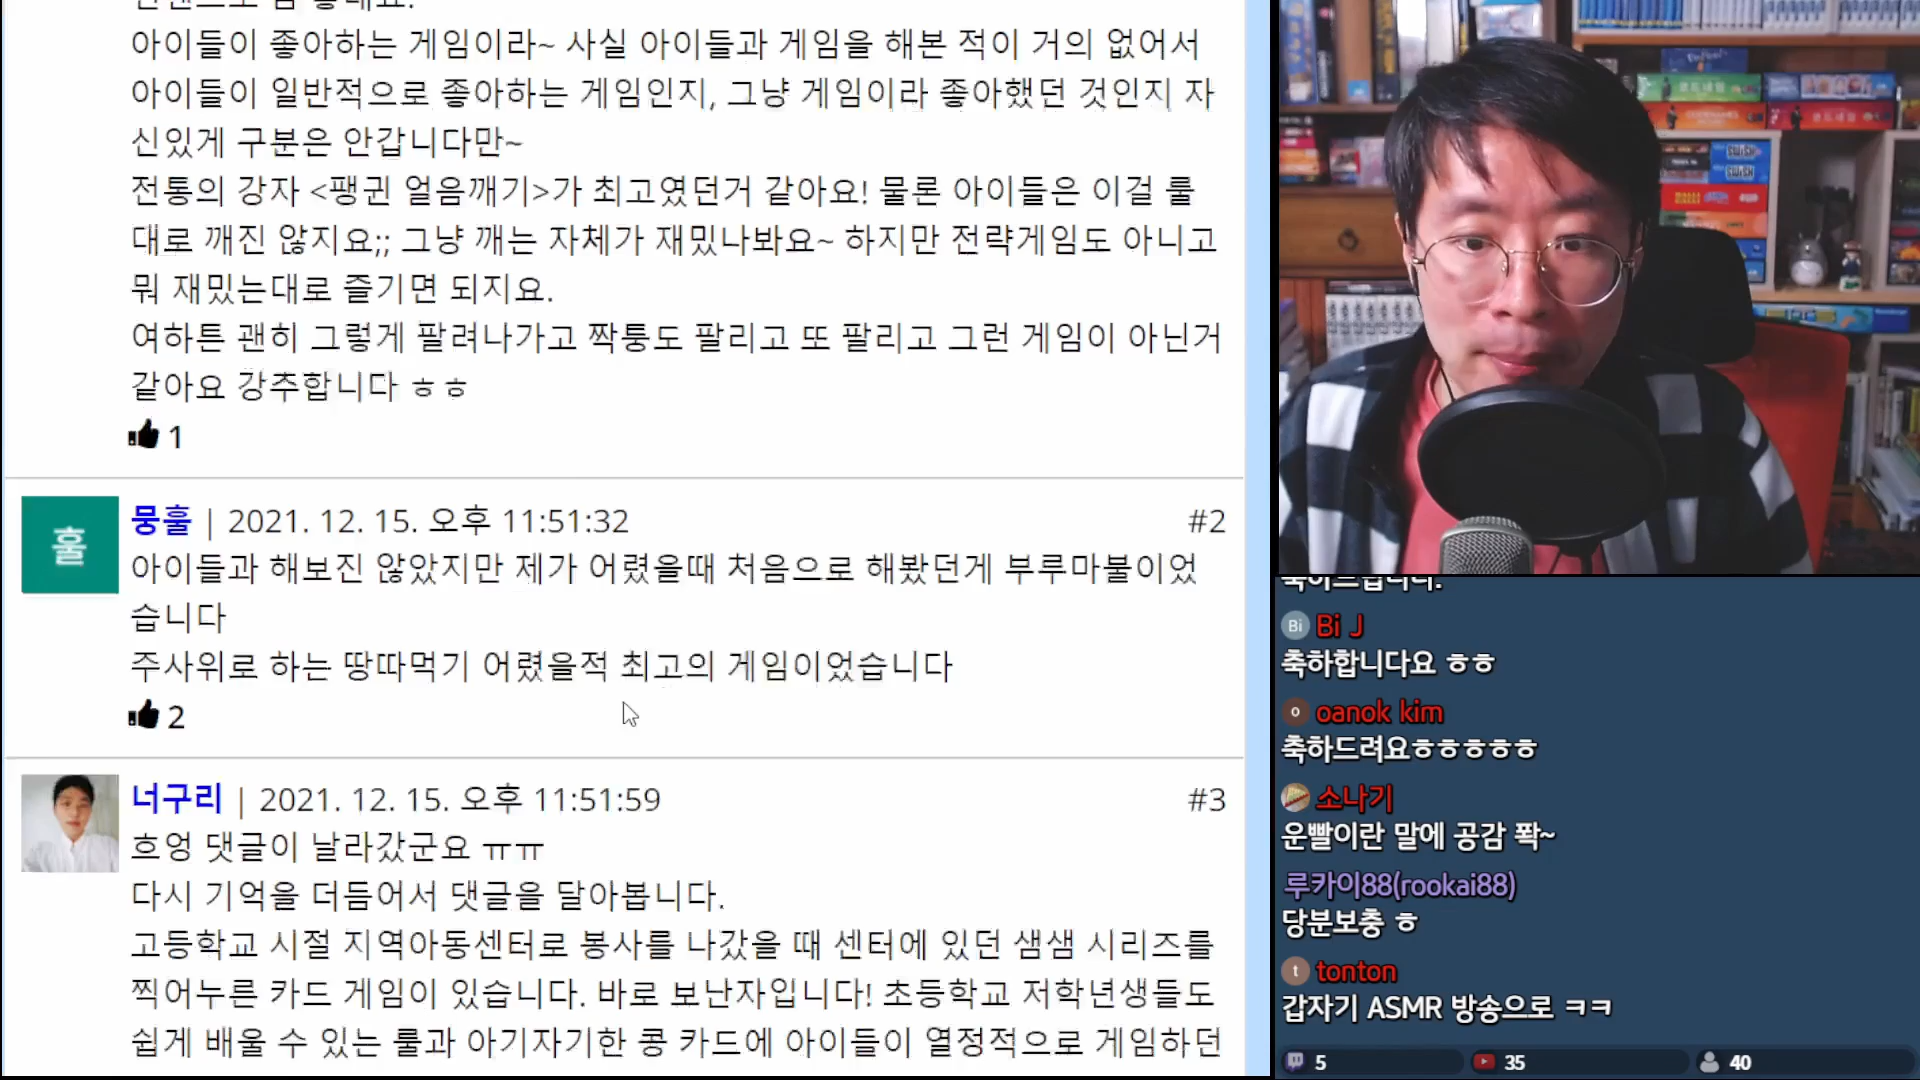 아이들이 좋아하는 게임이라~ 사실 아이들과 게임을 해본 적이 거의 없어서
아이들이 일반적으로 좋아하는 게임인지, 그냥 게임이라 좋아했던 것인지 자
신있게 구분은 안갑니다만~
전통의 강자 <팽귄 얼음깨기>가 최고였던거 같아요! 물론 아이들은 이걸 룰
대로 깨진 않지요;; 그냥 깨는 자체가 재밌나봐요~ 하지만 전략게임도 아니고
뭐 재밌는대로 즐기면 되지요.
여하튼 괜히 그렇게 팔려나가고 짝퉁도 팔리고 또 팔리고 그런 게임이 아닌거
같아요 강추합니다 ㅎㅎ
1
훌
뭉훌 | 2021. 12. 15. 오후 11:51:32 #2
아이들과 해보진 않았지만 제가 어렸을때 처음으로 해봤던게 부루마불이었
습니다
주사위로 하는 땅따먹기 어렸을적 최고의 게임이었습니다
2
너구리 | 2021. 12. 15. 오후 11:51:59 #3
흐엉 댓글이 날라갔군요 ㅠㅠ
다시 기억을 더듬어서 댓글을 달아봅니다.
고등학교 시절 지역아동센터로 봉사를 나갔을 때 센터에 있던 샘샘 시리즈를
찍어누른 카드 게임이 있습니다. 바로 보난자입니다! 초등학교 저학년생들도
쉽게 배울 수 있는 룰과 아기자기한 콩 카드에 아이들이 열정적으로 게임하던
축하드립니다.
Bi Bi J
축하합니다요 ㅎㅎ
o oanok kim
축하드려요ㅎㅎㅎㅎㅎ
소나기
운빨이란 말에 공감 퐉~
루카이88(rookai88)
당분보충 ㅎ
t tonton
갑자기 ASMR 방송으로 ㅋㅋ
5 35 40